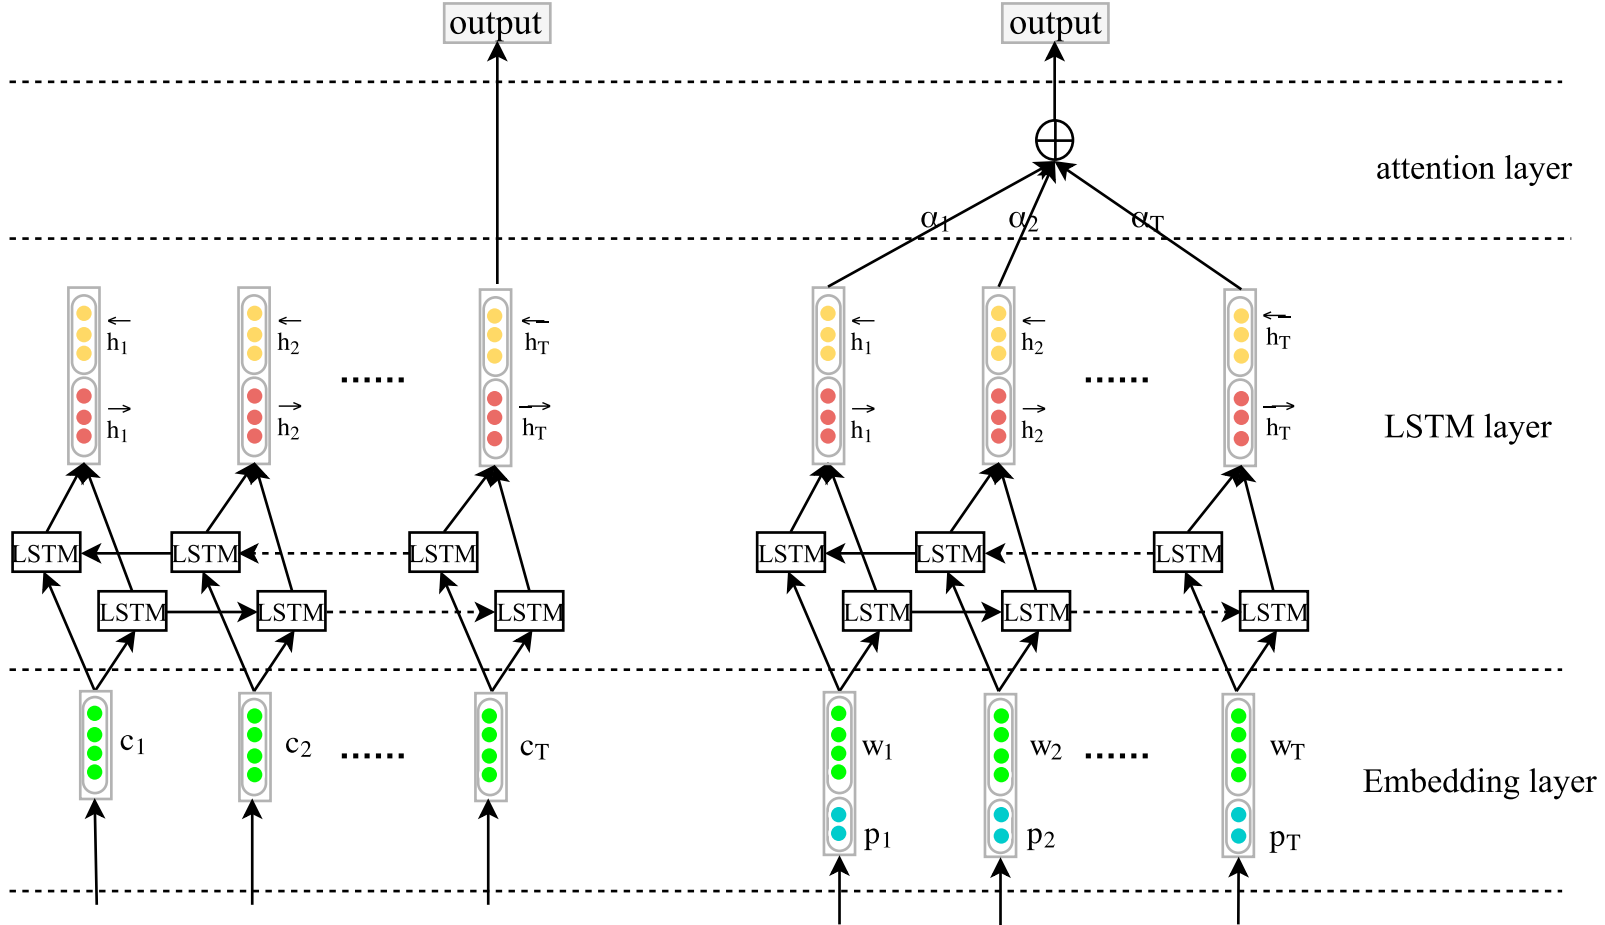 output output
attention layer
α1 α2 αT
h1 h2 hT h1 h2 hT
......  ......
h1 h2 hT h1 h2 hT
LSTM layer
LSTM LSTM LSTM LSTM LSTM LSTM
LSTM LSTM LSTM LSTM LSTM LSTM
c1 c2 ...... cT w1 w2 ...... wT
Embedding layer
p1 p2 pT